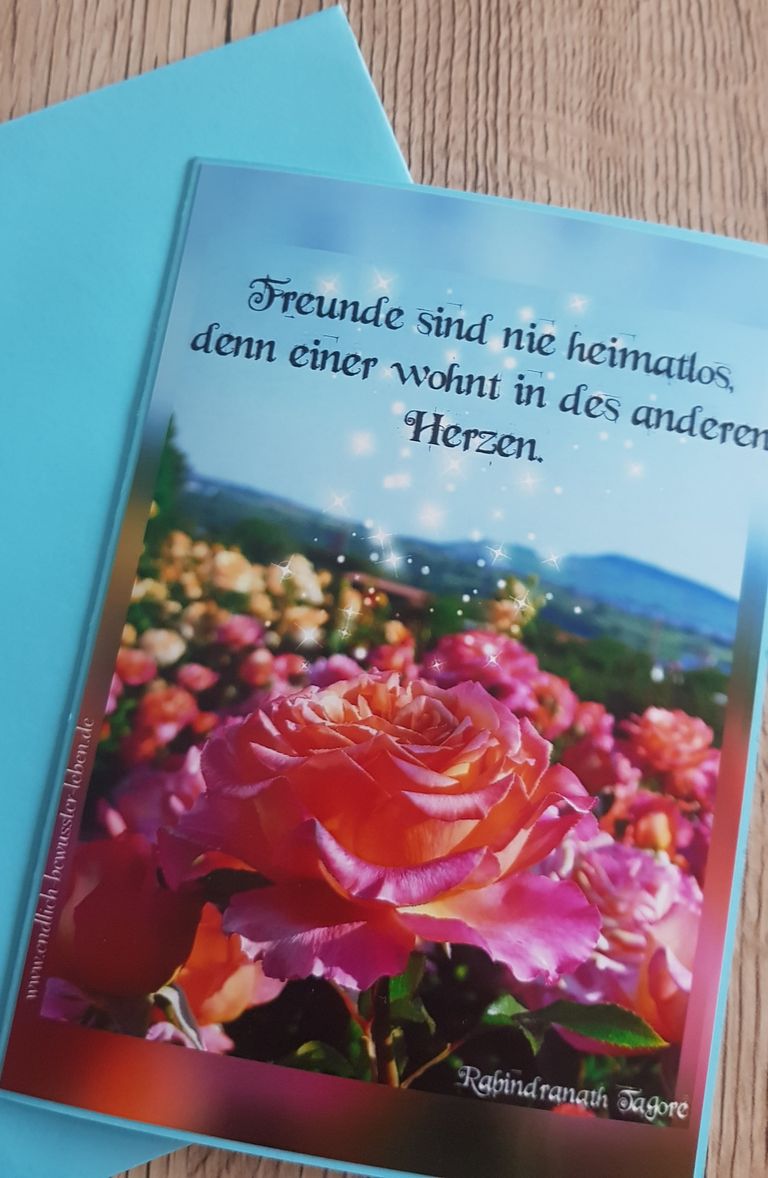 Freunde sind nie heimatlos,
denn einer wohnt in des anderen
Herzen.
www.endlich-bewusster-leben.de
Rabindranath Tagore